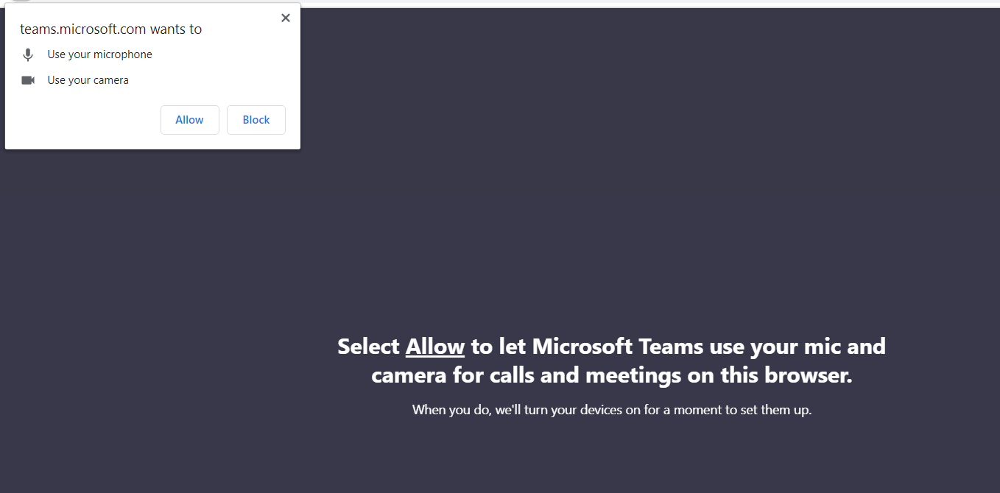 teams.microsoft.com wants to
Use your microphone
Use your camera
Allow Block
Select Allow to let Microsoft Teams use your mic and
camera for calls and meetings on this browser.
When you do, we'll turn your devices on for a moment to set them up.